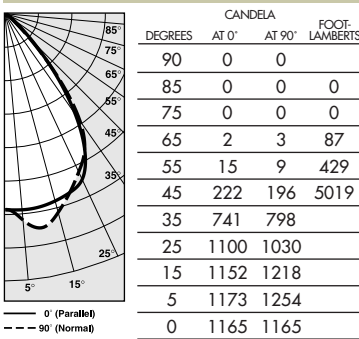 85°
75°
65°
55°
45°
35°
25°
15°
5°
0° (Parallel)
90° (Normal)
CANDELA
DEGREES AT 0° AT 90° FOOT-LAMBERTS
90 0 0
85 0 0 0
75 0 0 0
65 2 3 87
55 15 9 429
45 222 196 5019
35 741 798
25 1100 1030
15 1152 1218
5 1173 1254
0 1165 1165